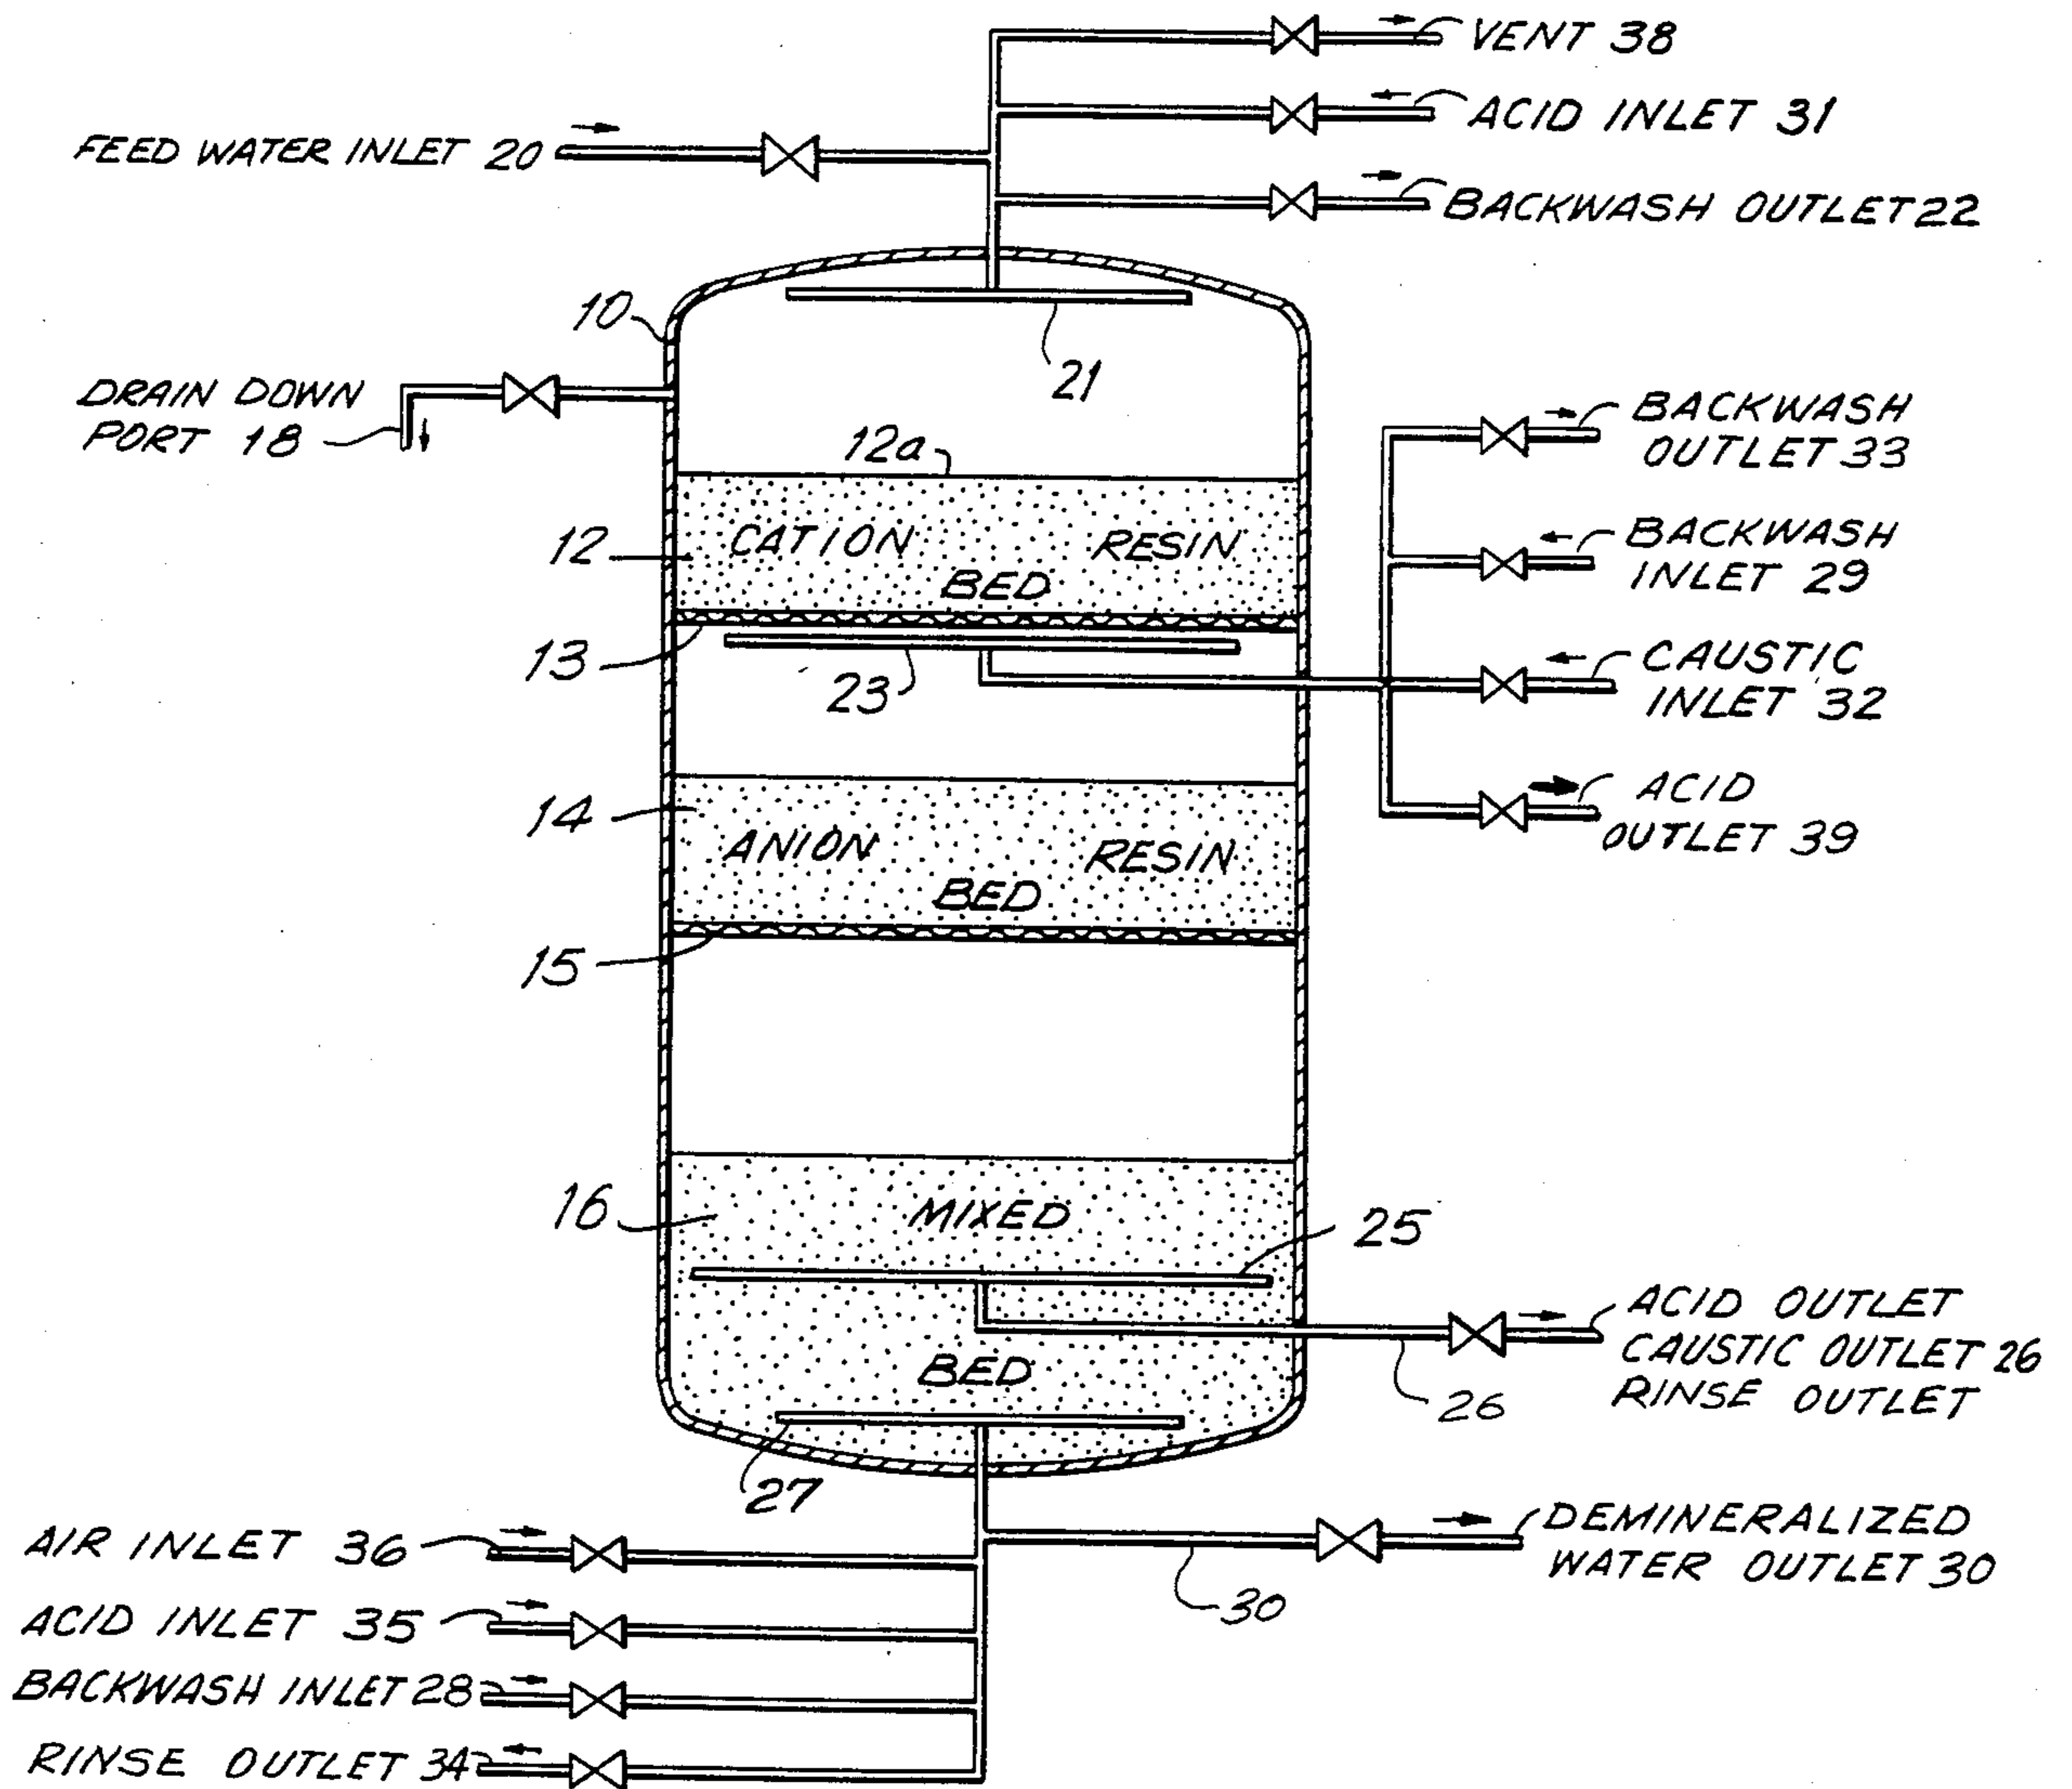 VENT 38
ACID INLET 31
FEED WATER INLET 20
BACKWASH OUTLET 22
10
21
DRAIN DOWN
PORT 18
BACKWASH
OUTLET 33
12a
12
CATION RESIN
BED
BACKWASH
INLET 29
13
23
CAUSTIC
INLET 32
14
ANION RESIN
BED
ACID
OUTLET 39
15
16
MIXED
25
BED
ACID OUTLET
CAUSTIC OUTLET 26
RINSE OUTLET
26
27
AIR INLET 36
DEMINERALIZED
WATER OUTLET 30
30
ACID INLET 35
BACKWASH INLET 28
RINSE OUTLET 34